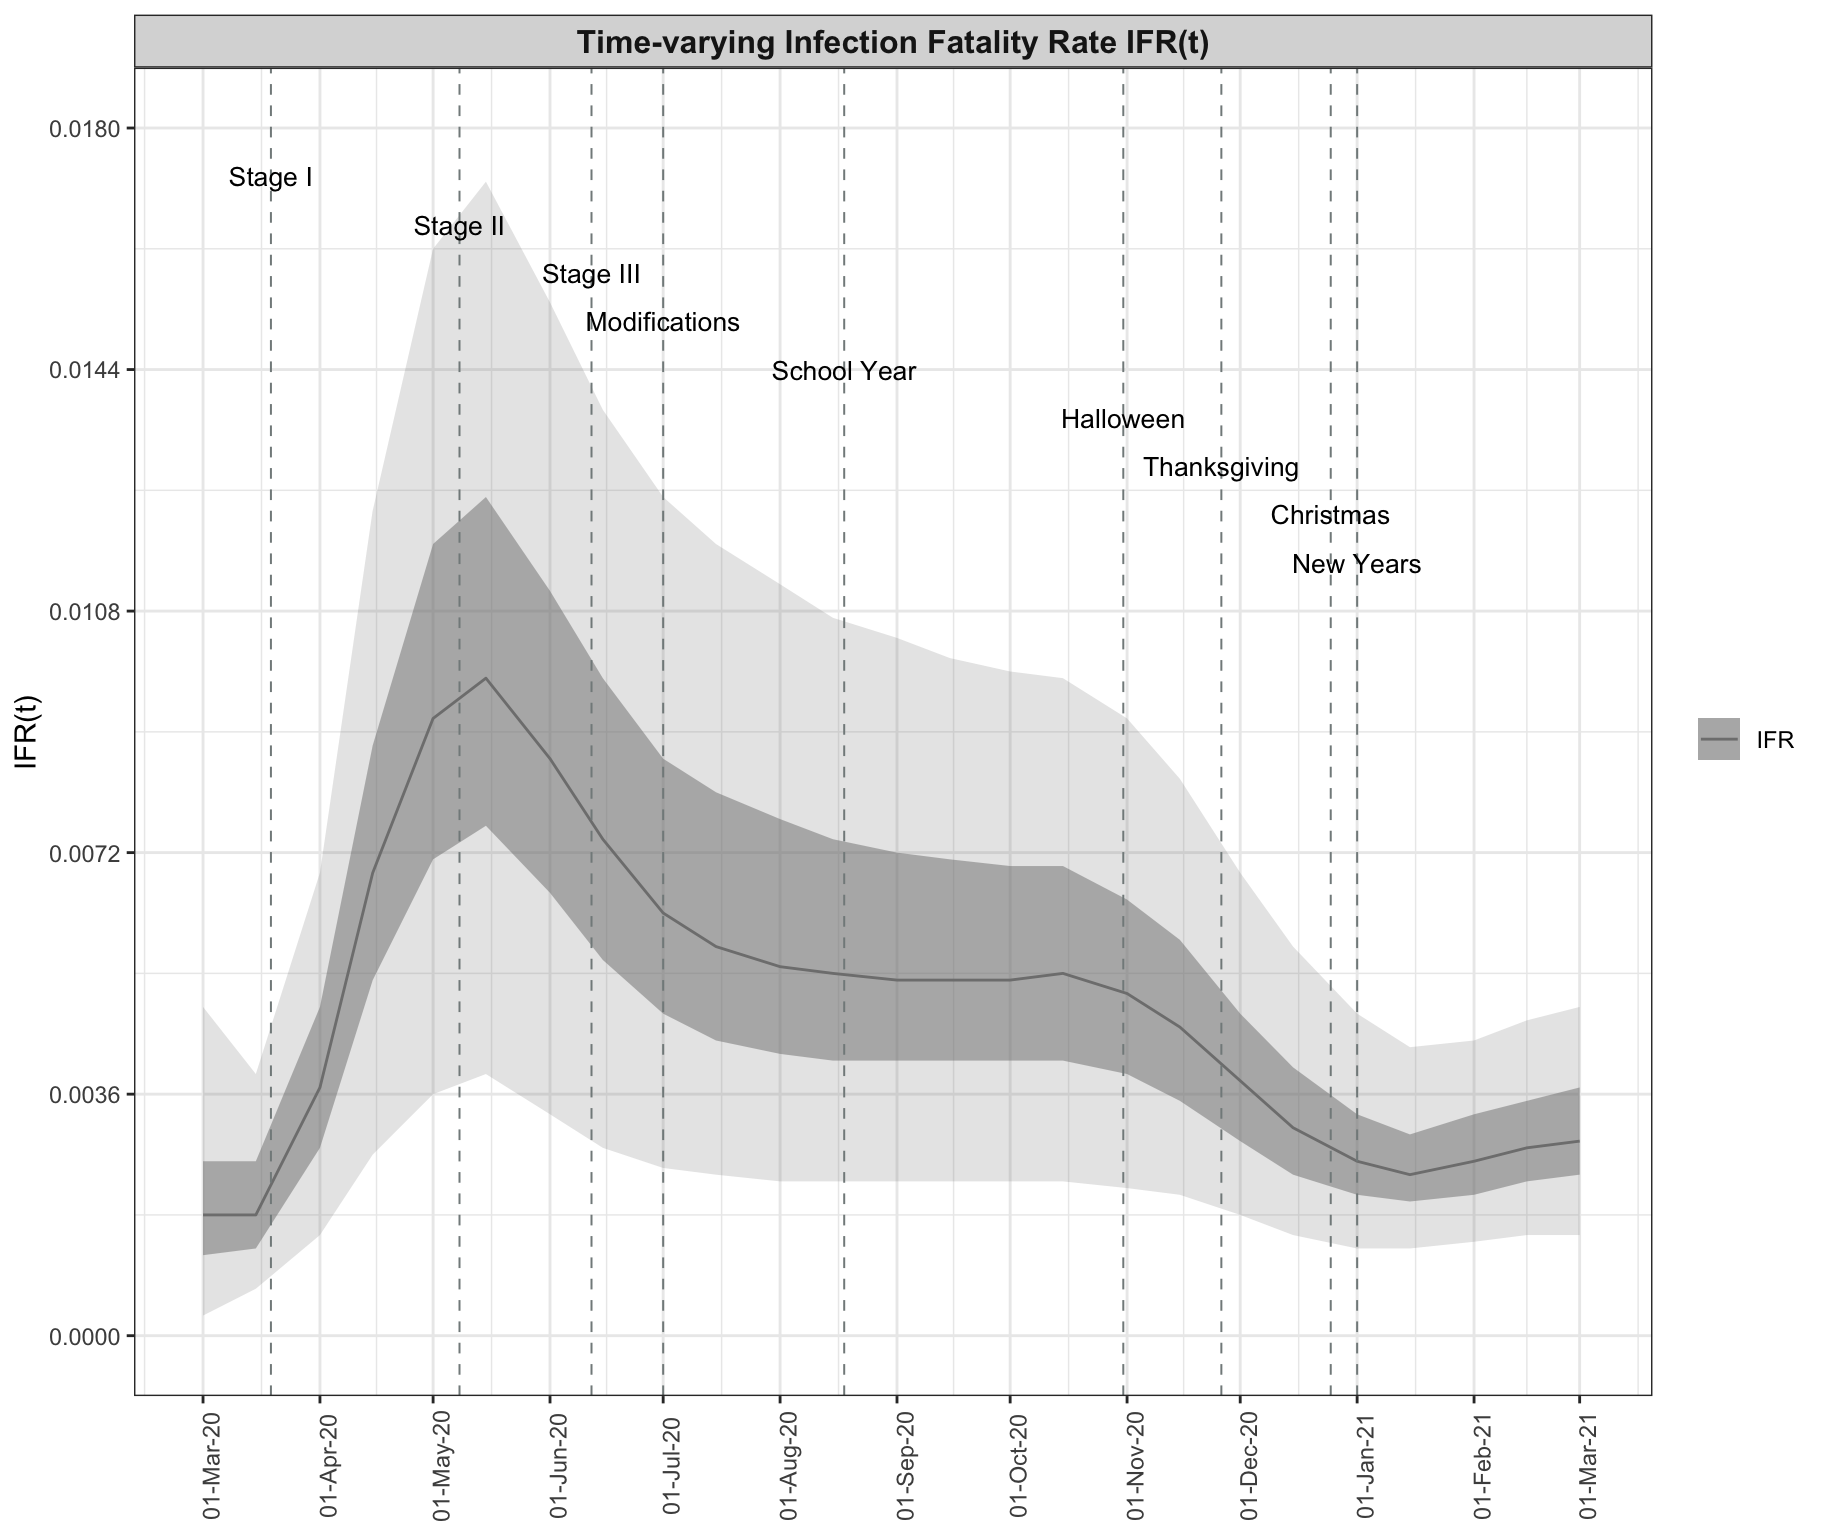 Time-varying Infection Fatality Rate IFR(t)
0.0180
Stage I
Stage II
Stage III
Modifications
0.0144
School Year
Halloween
Thanksgiving
Christmas
New Years
0.0108
IFR(t)
IFR
0.0072
0.0036
0.0000
01-Mar-20
01-Apr-20
01-May-20
01-Jun-20
01-Jul-20
01-Aug-20
01-Sep-20
01-Oct-20
01-Nov-20
01-Dec-20
01-Jan-21
01-Feb-21
01-Mar-21